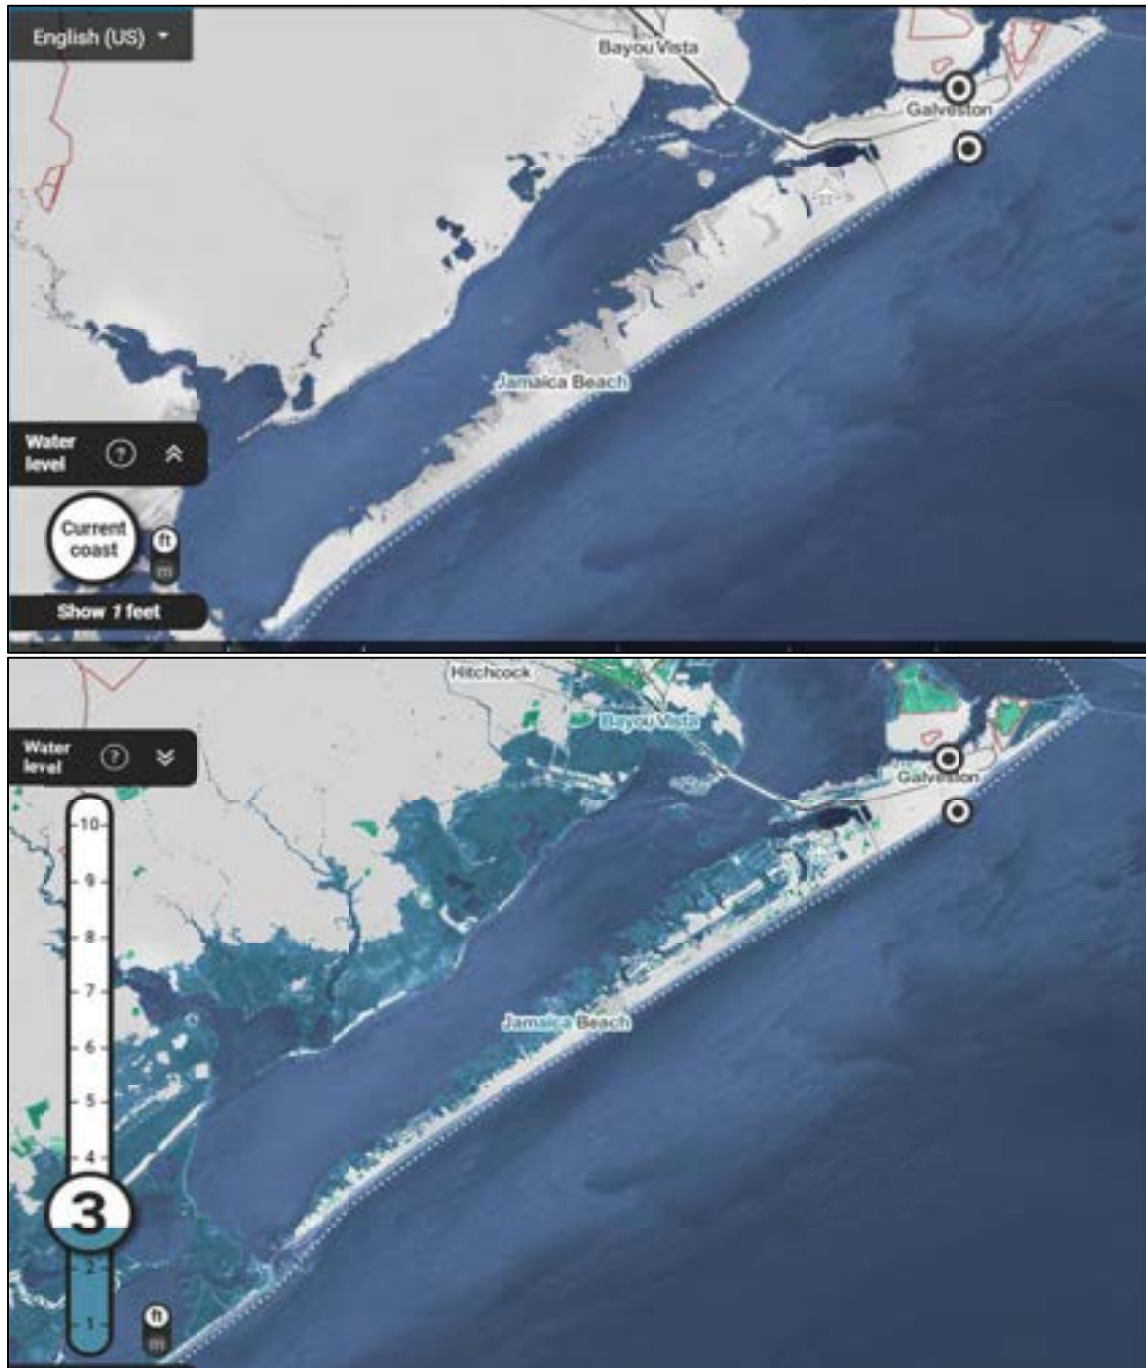 English (US)
Bayou Vista
Galveston
Jamaica Beach
Water
level
?
Current
coast
ft
m
Show 1 feet
Hitchcock
Bayou Vista
Water
level
?
Galveston
10
9
8
7
Jamaica Beach
6
5
4
3
2
1
ft
m